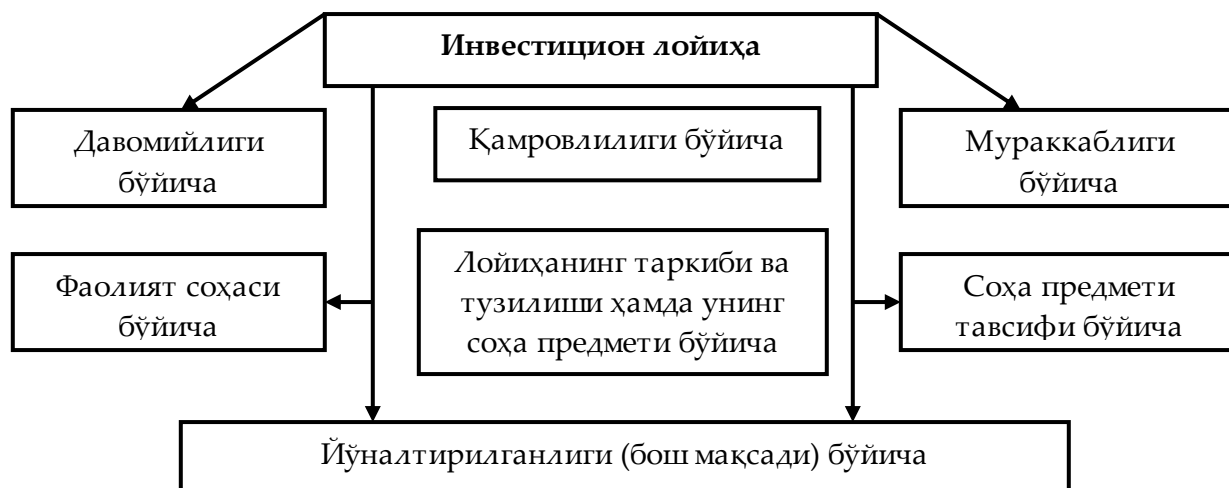 Инвестицион лойиҳа
Давомийлиги
бўйича
Қамровлилиги бўйича
Мураккаблиги
бўйича
Фаолият соҳаси
бўйича
Лойиҳанинг таркиби ва
тузилиши ҳамда унинг
соҳа предмети бўйича
Соҳа предмети
тавсифи бўйича
Йўналтирилганлиги (бош мақсади) бўйича